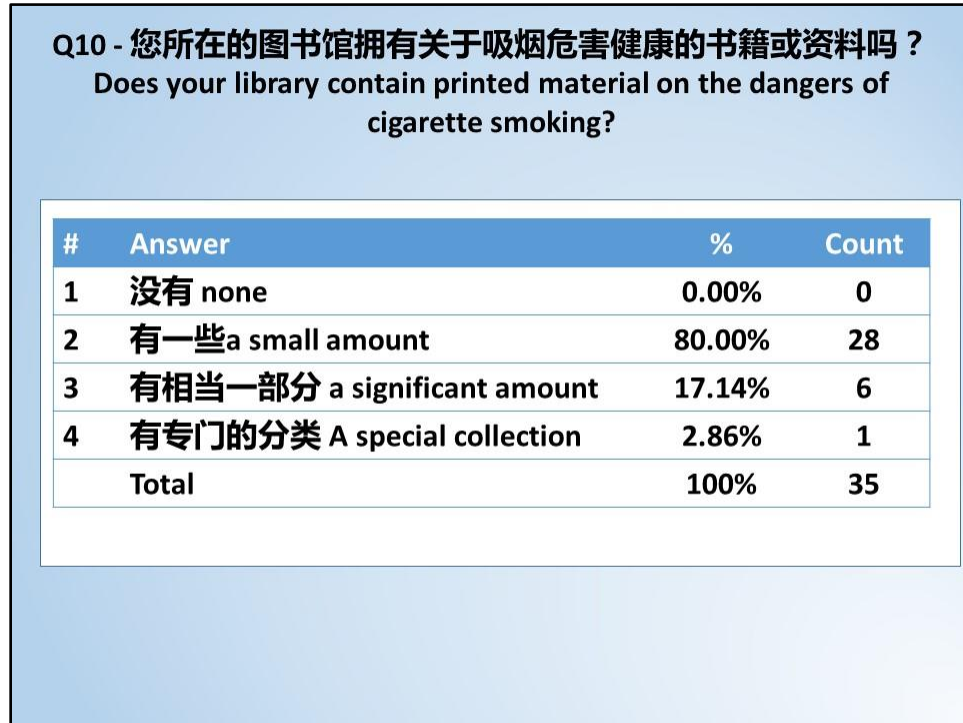 Q10 - 您所在的图书馆拥有关于吸烟危害健康的书籍或资料吗？
Does your library contain printed material on the dangers of
cigarette smoking?
# Answer % Count
1 没有 none 0.00% 0
2 有一些a small amount 80.00% 28
3 有相当一部分 a significant amount 17.14% 6
4 有专门的分类 A special collection 2.86% 1
Total 100% 35